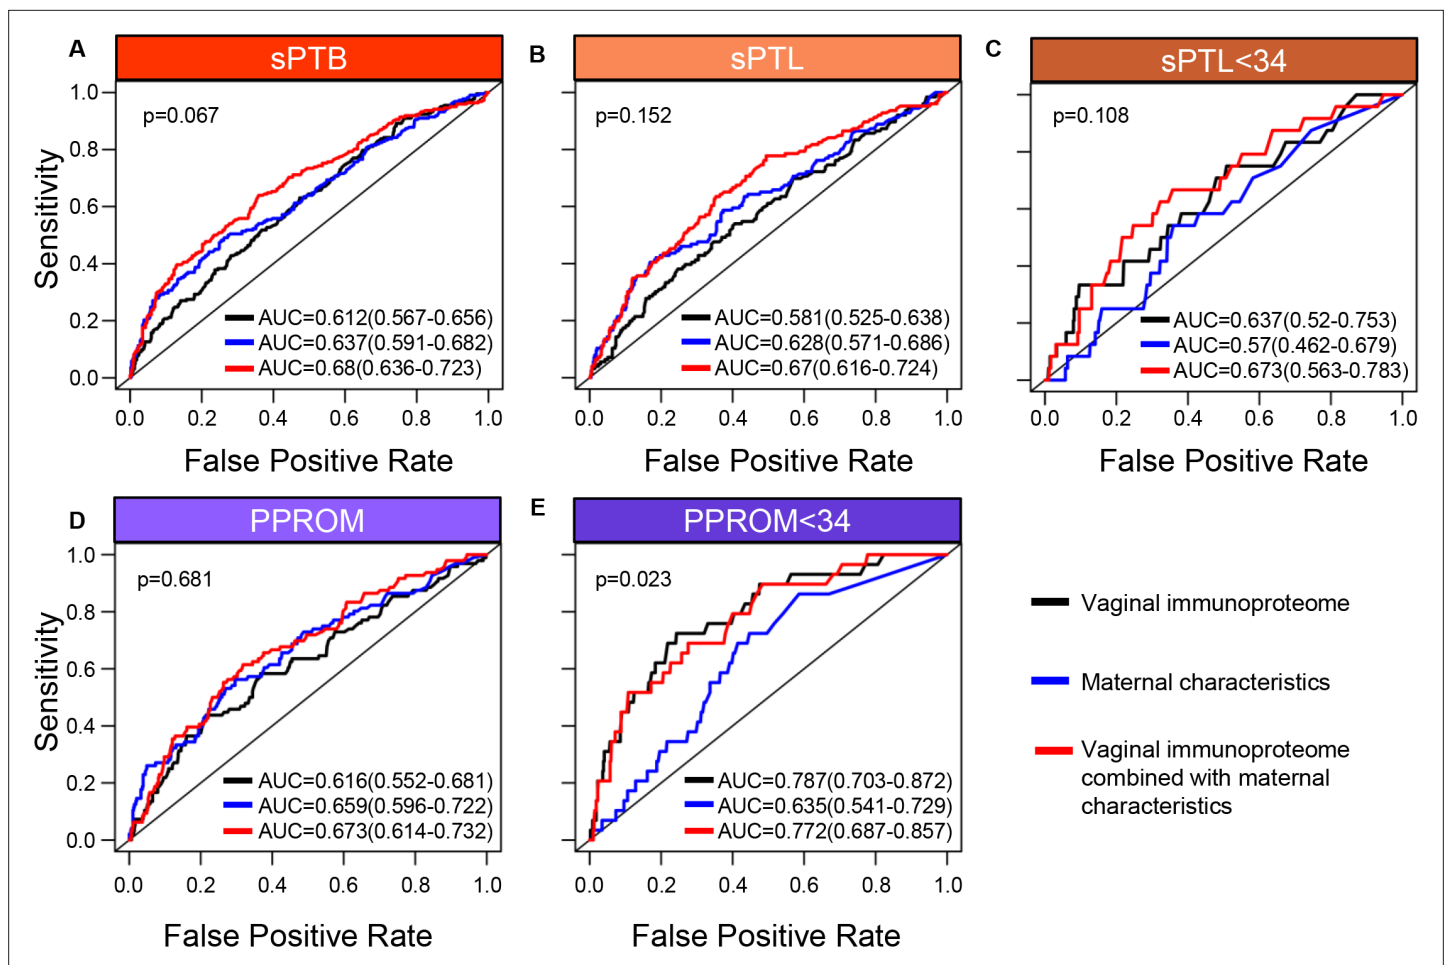 A
sPTB
p=0.067
1.0
0.8
0.6
0.4
0.2
0.0
Sensitivity
AUC=0.612(0.567-0.656)
AUC=0.637(0.591-0.682)
AUC=0.68(0.636-0.723)
0.0 0.2 0.4 0.6 0.8 1.0
False Positive Rate
B
sPTL
p=0.152
AUC=0.581(0.525-0.638)
AUC=0.628(0.571-0.686)
AUC=0.67(0.616-0.724)
0.0 0.2 0.4 0.6 0.8 1.0
False Positive Rate
C
sPTL<34
p=0.108
AUC=0.637(0.52-0.753)
AUC=0.57(0.462-0.679)
AUC=0.673(0.563-0.783)
0.0 0.2 0.4 0.6 0.8 1.0
False Positive Rate
D
PPROM
p=0.681
1.0
0.8
0.6
0.4
0.2
0.0
Sensitivity
AUC=0.616(0.552-0.681)
AUC=0.659(0.596-0.722)
AUC=0.673(0.614-0.732)
0.0 0.2 0.4 0.6 0.8 1.0
False Positive Rate
E
PPROM<34
p=0.023
AUC=0.787(0.703-0.872)
AUC=0.635(0.541-0.729)
AUC=0.772(0.687-0.857)
0.0 0.2 0.4 0.6 0.8 1.0
False Positive Rate
Vaginal immunoproteome
Maternal characteristics
Vaginal immunoproteome
combined with maternal
characteristics